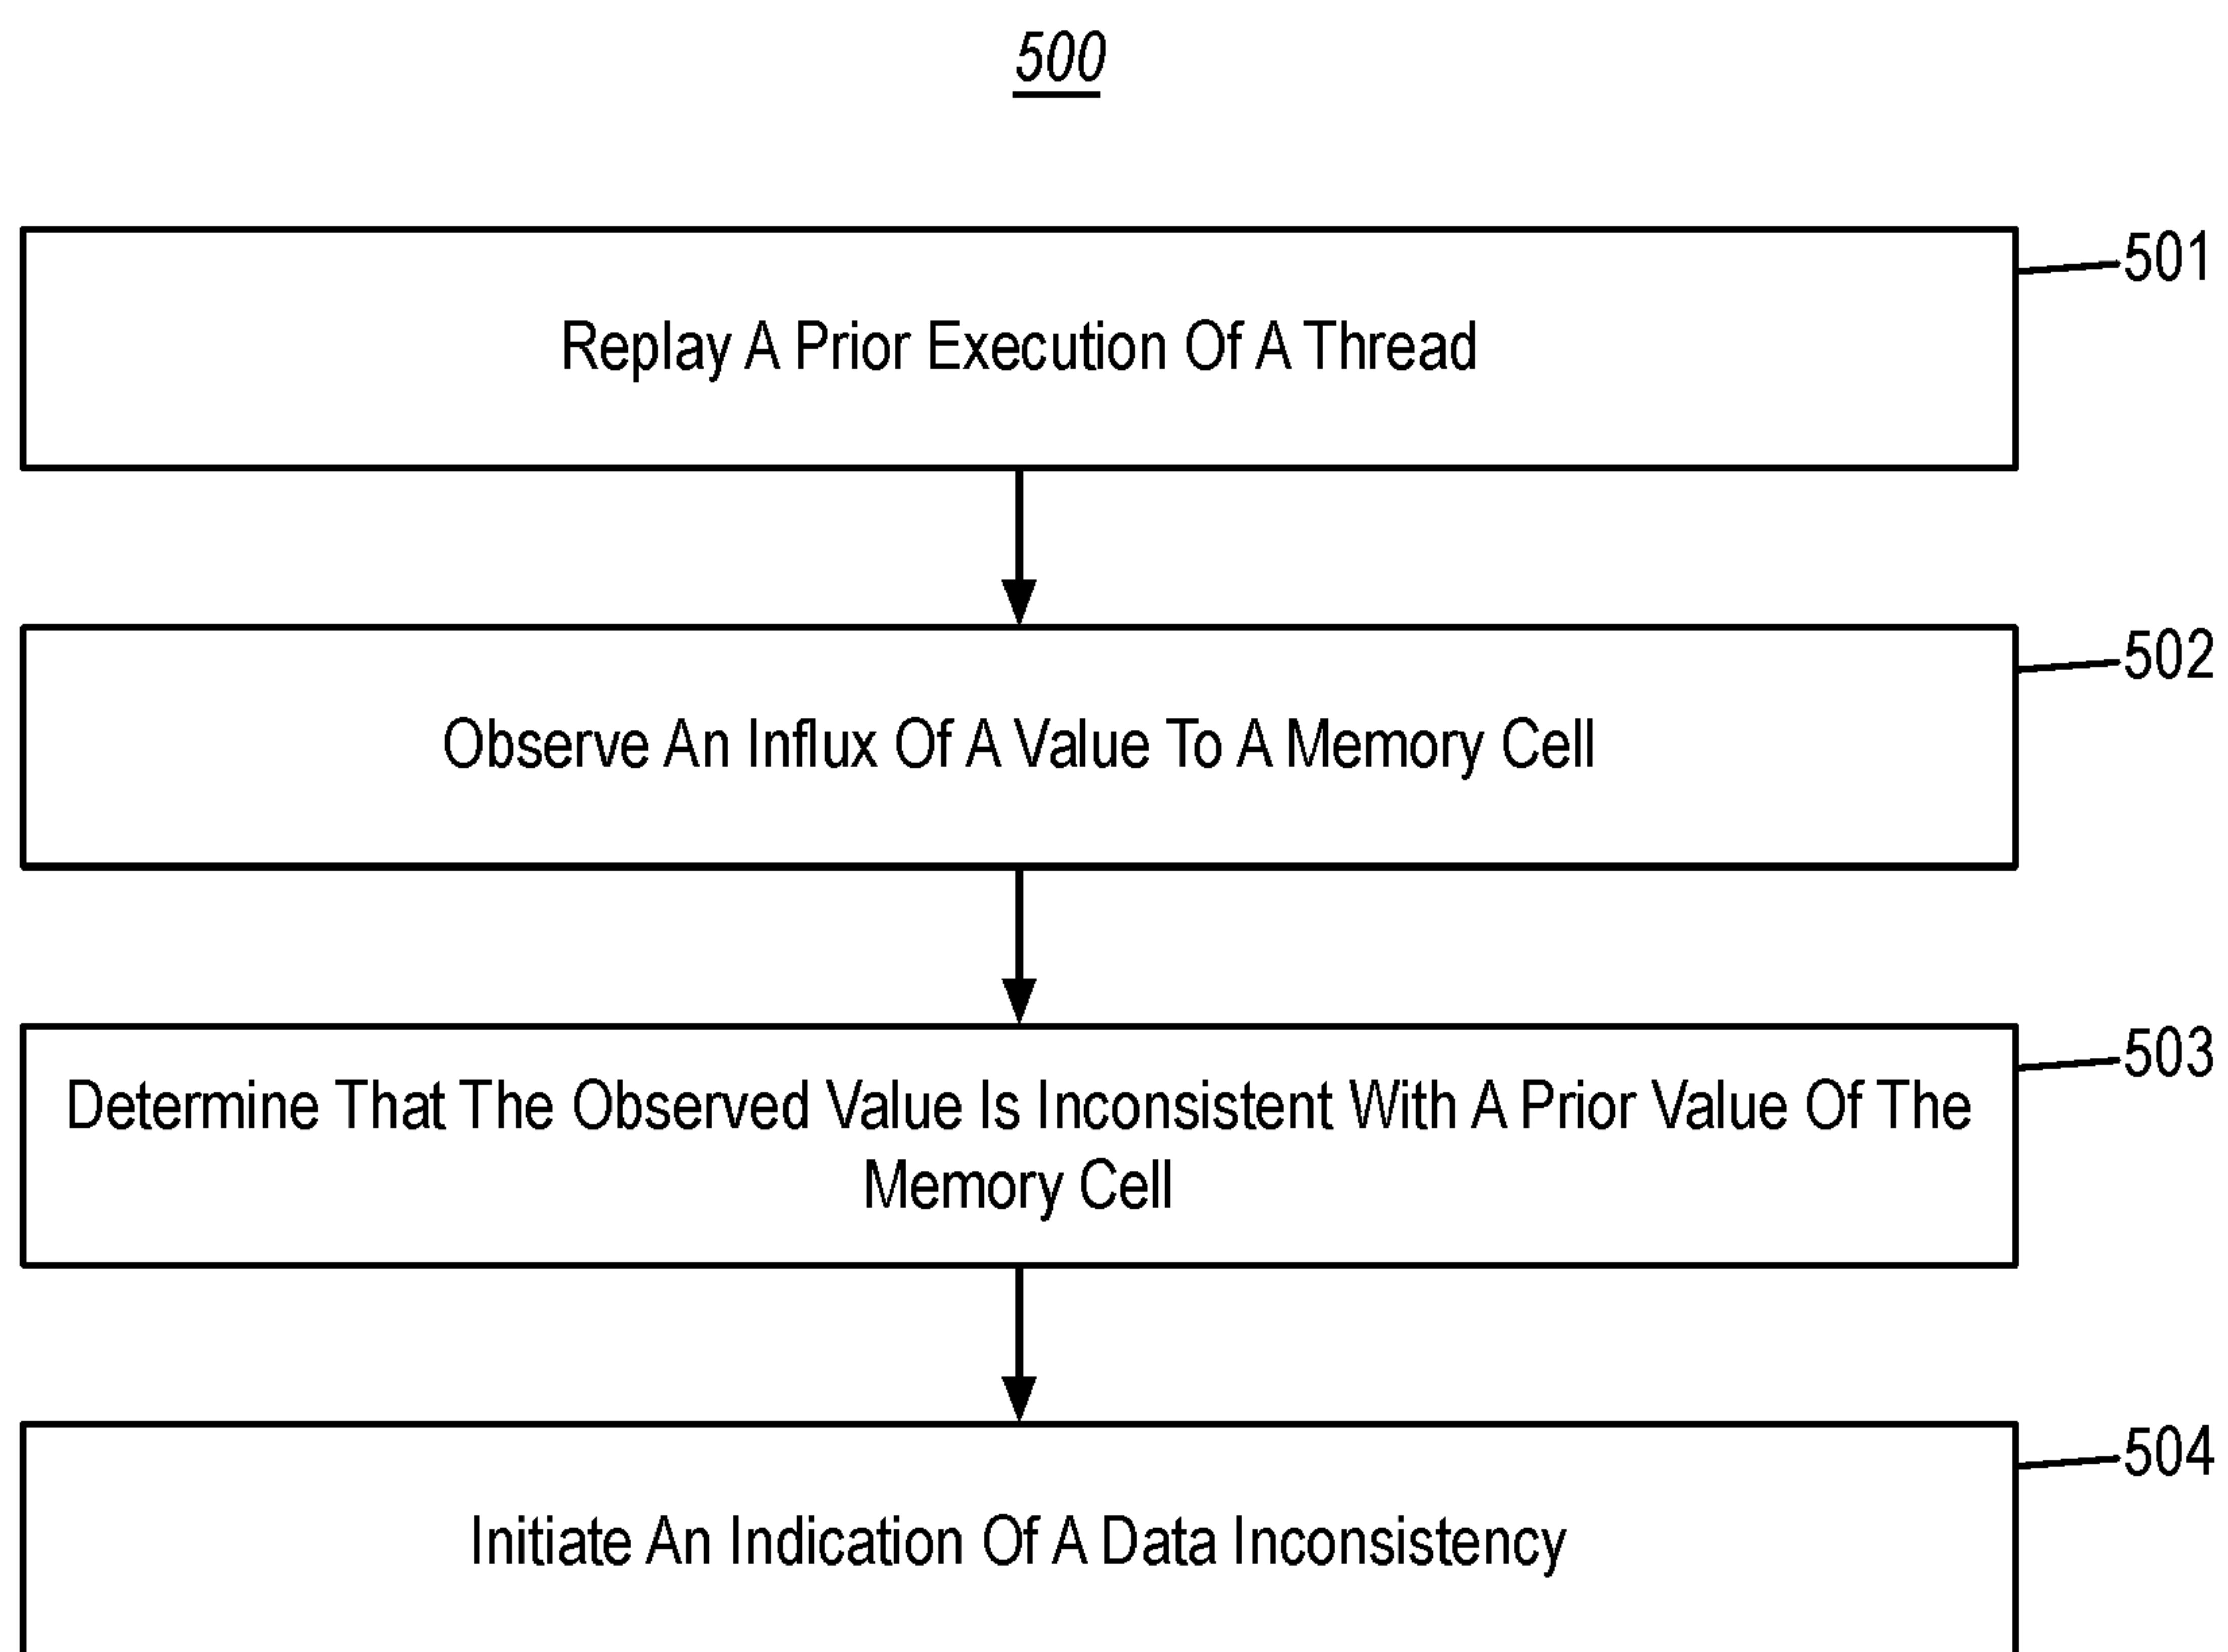 500
501
Replay A Prior Execution Of A Thread
502
Observe An Influx Of A Value To A Memory Cell
503
Determine That The Observed Value Is Inconsistent With A Prior Value Of The
Memory Cell
504
Initiate An Indication Of A Data Inconsistency